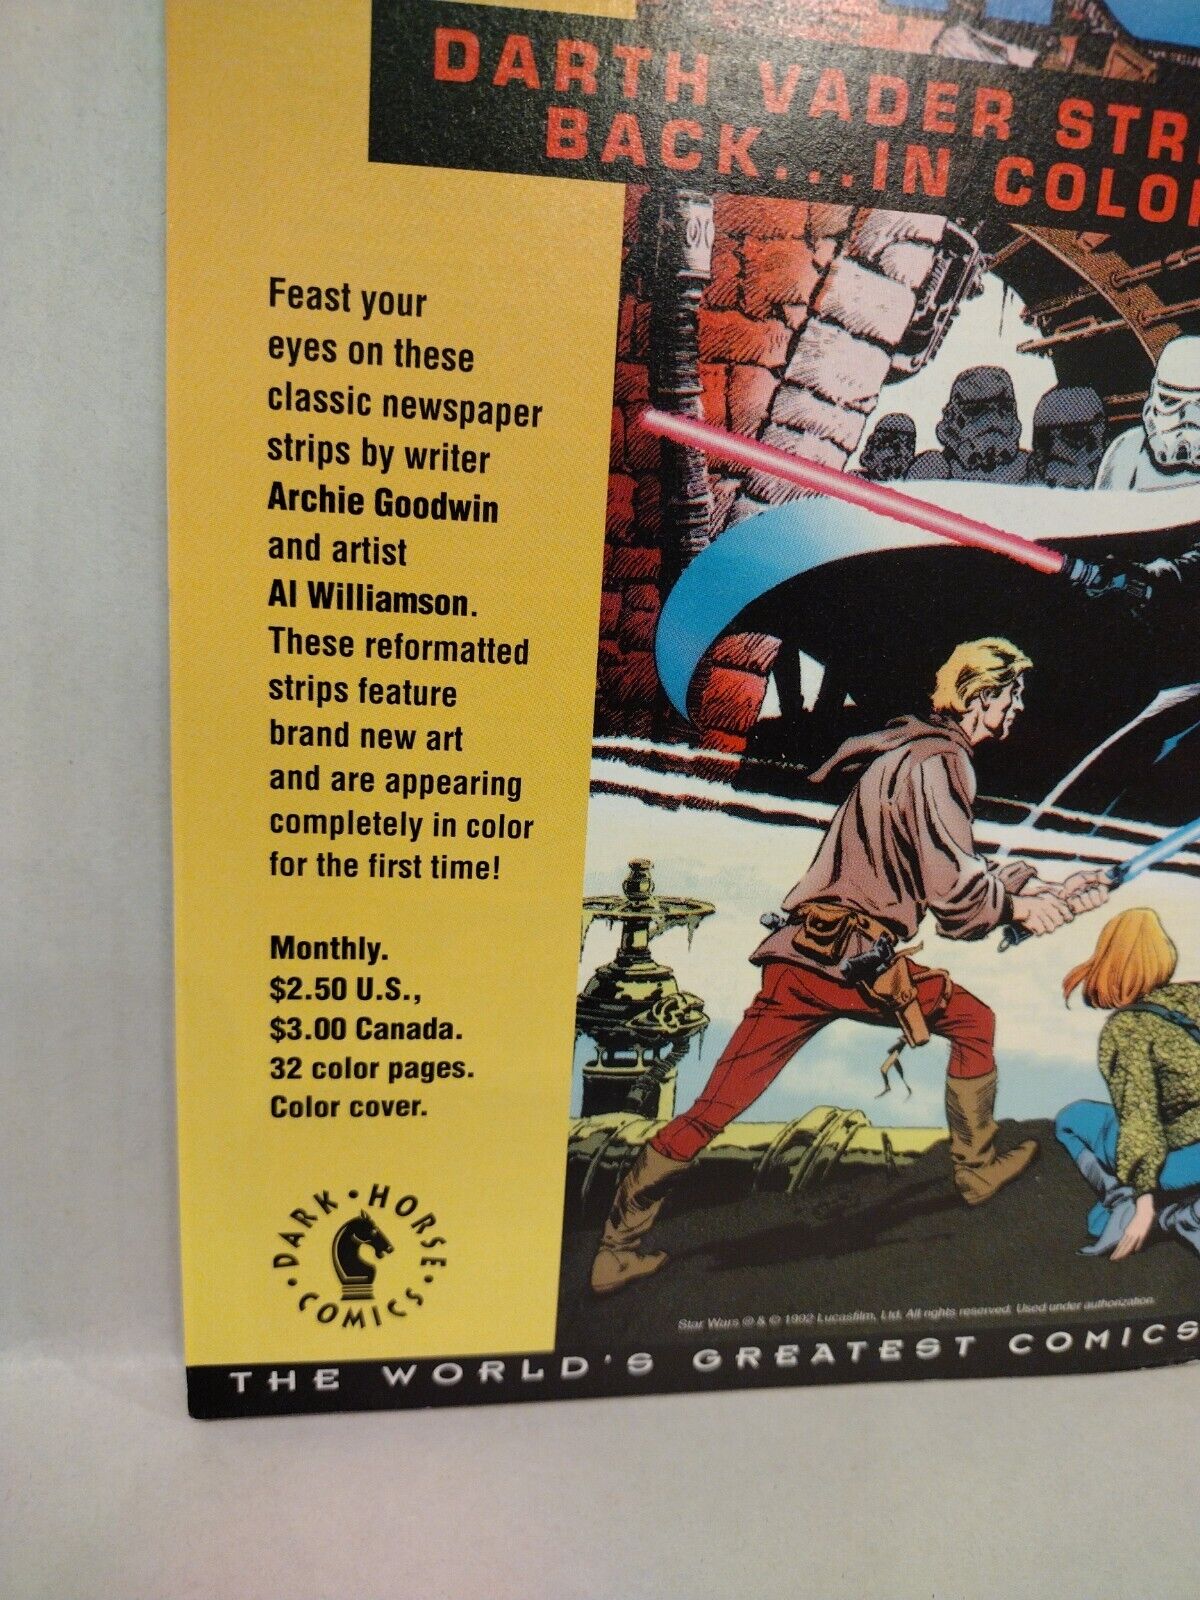 DARTH VADER
BACK...IN
Feast your
eyes on these
classic newspaper
strips by writer
Archie Goodwin
and artist
Al Williamson.
These reformatted
strips feature
brand new art
and are appearing
completely in color
for the first time!
Monthly.
$2.50 U.S.,
$3.00 Canada.
32 color pages.
Color cover.
DARK HORSE COMICS
Star Wars ® & © 1992 Lucasfilm, Ltd. All rights reserved. Used under authorization.
THE WORLD'S GREATEST COMICS